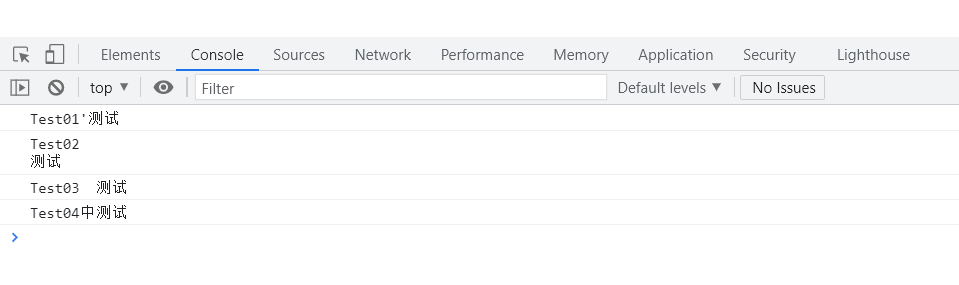 Elements Console Sources Network Performance Memory Application Security Lighthouse
top ▼ Filter Default levels ▼ No Issues
Test01'测试
Test02
测试
Test03  测试
Test04中测试
>